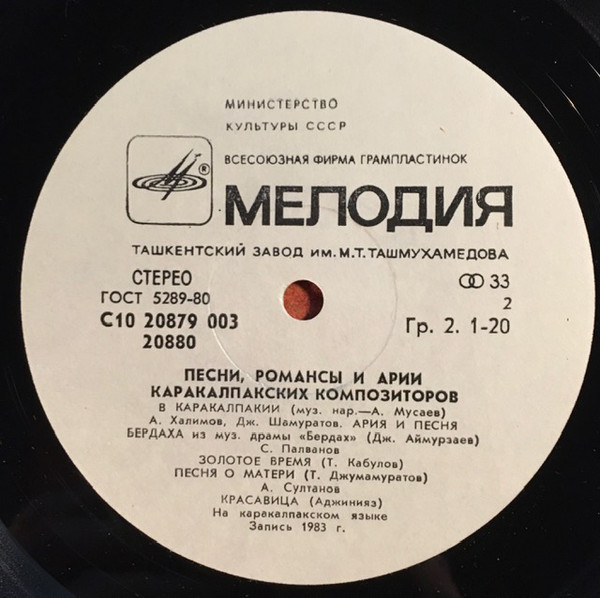 МИНИСТЕРСТВО
КУЛЬТУРЫ СССР
ВСЕСОЮЗНАЯ ФИРМА ГРАМПЛАСТИНОК
®
МЕЛОДИЯ
ТАШКЕНТСКИЙ ЗАВОД ИМ. М.Т. ТАШМУХАМЕДОВА
СТЕРЕО 33
ГОСТ 5289-80 2
С10 20879 003 Гр. 2. 1-20
20880
ПЕСНИ, РОМАНСЫ И АРИИ
КАРАКАЛПАКСКИХ КОМПОЗИТОРОВ
В КАРАКАЛПАКИИ (муз. нар.—А. Мусаев)
А. Халимов, Дж. Шамуратов. АРИЯ И ПЕСНЯ
БЕРДАХА из муз. драмы «Бердах» (Дж. Аймурзаев)
С. Палванов
ЗОЛОТОЕ ВРЕМЯ (Т. Кабулов)
ПЕСНЯ О МАТЕРИ (Т. Джумамуратов)
А. Султанов
КРАСАВИЦА (Аджинияз)
На каракалпакском языке
Запись 1983 г.